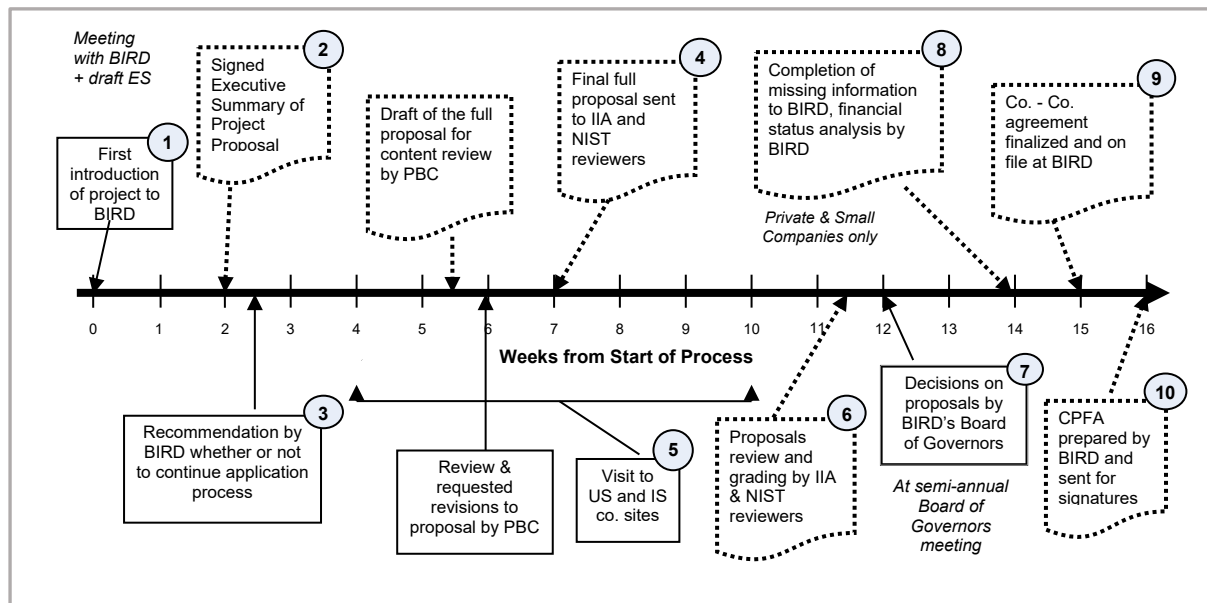 Meeting
with BIRD
+ draft ES
1
First
introduction
of project to
BIRD
2
Signed
Executive
Summary of
Project
Proposal
Draft of the full
proposal for
content review
by PBC
4
Final full
proposal sent
to IIA and
NIST
reviewers
8
Completion of
missing information
to BIRD, financial
status analysis by
BIRD
Private & Small
Companies only
9
Co. - Co.
agreement
finalized and on
file at BIRD
0 1 2 3 4 5 6 7 8 9 10 11 12 13 14 15 16
Weeks from Start of Process
3
Recommendation by
BIRD whether or not
to continue application
process
Review &
requested
revisions to
proposal by PBC
5
Visit to
US and IS
co. sites
6
Proposals
review and
grading by IIA
& NIST
reviewers
7
Decisions on
proposals by
BIRD's Board of
Governors
At semi-annual
Board of
Governors
meeting
10
CPFA
prepared by
BIRD and
sent for
signatures